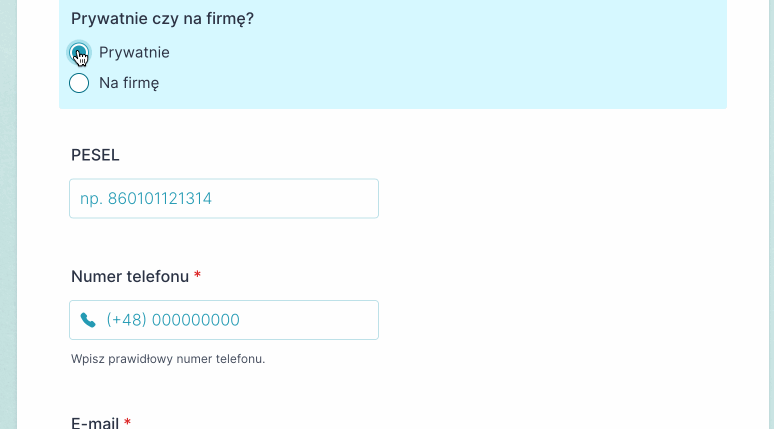 Prywatnie czy na firmę?
Prywatnie
Na firmę
PESEL
np. 860101121314
Numer telefonu *
(+48) 000000000
Wpisz prawidłowy numer telefonu.
E-mail *